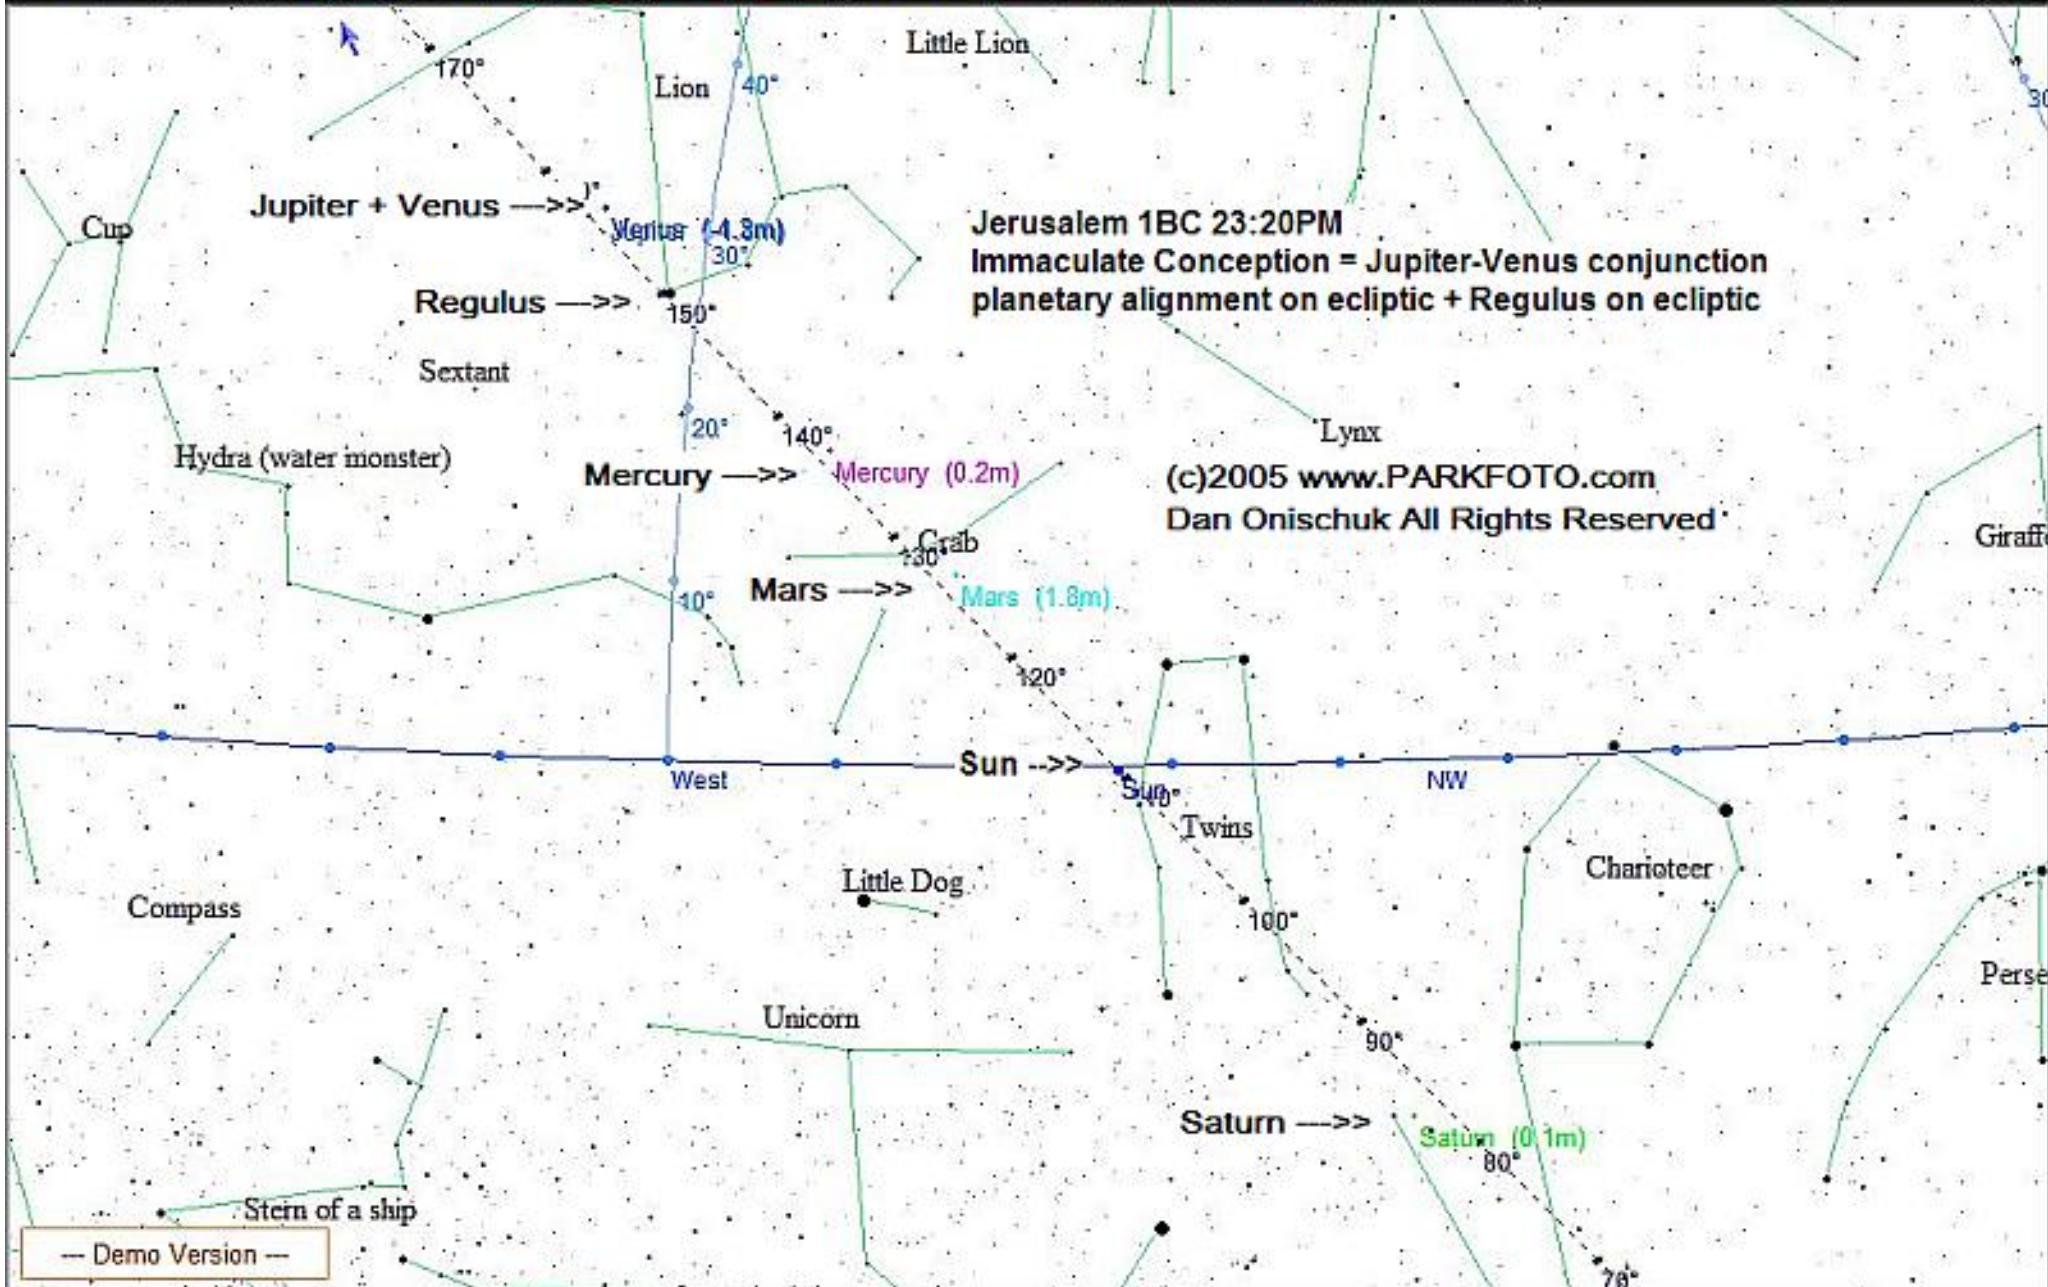 Little Lion
170°
Lion
40°
30
Jupiter + Venus --->>
Venus (-4.3m)
Cup
30°
Jerusalem 1BC 23:20PM
Immaculate Conception = Jupiter-Venus conjunction
planetary alignment on ecliptic + Regulus on ecliptic
Regulus --->>
150°
Sextant
20°
140°
Lynx
Hydra (water monster)
Mercury --->>
Mercury (0.2m)
(c)2005 www.PARKFOTO.com
Dan Onischuk All Rights Reserved
Crab
130°
Giraffe
Mars --->>
Mars (1.8m)
10°
120°
Sun -->>
West
Sun
NW
Twins
Little Dog
Charioteer
Compass
100°
Perse
Unicorn
90°
Saturn --->>
Saturn (0.1m)
80°
Stern of a ship
--- Demo Version ---
70°